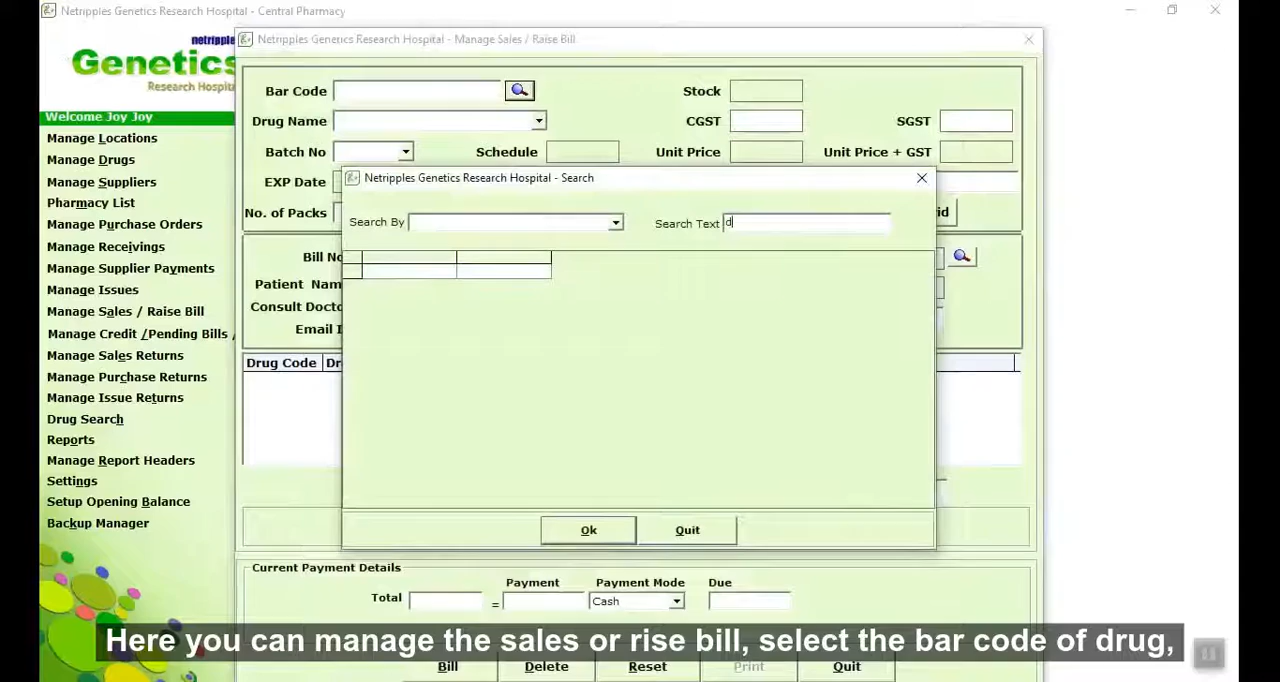 Netripples Genetics Research Hospital - Central Pharmacy
netripple
Genetics
Research Hospit
Welcome Joy Joy
Manage Locations
Manage Drugs
Manage Suppliers
Pharmacy List
Manage Purchase Orders
Manage Receivings
Manage Supplier Payments
Manage Issues
Manage Sales / Raise Bill
Manage Credit /Pending Bills /
Manage Sales Returns
Manage Purchase Returns
Manage Issue Returns
Drug Search
Reports
Manage Report Headers
Settings
Setup Opening Balance
Backup Manager
Netripples Genetics Research Hospital - Manage Sales / Raise Bill
Bar Code Stock
Drug Name CGST SGST
Batch No Schedule Unit Price Unit Price + GST
EXP Date
No. of Packs id
Bill No
Patient Nam
Consult Docto
Email I
Drug Code Dr
Netripples Genetics Research Hospital - Search
Search By Search Text d
Ok Quit
Current Payment Details
Payment Payment Mode Due
Total = Cash
Bill Delete Reset Print Quit
Here you can manage the sales or rise bill, select the bar code of drug,